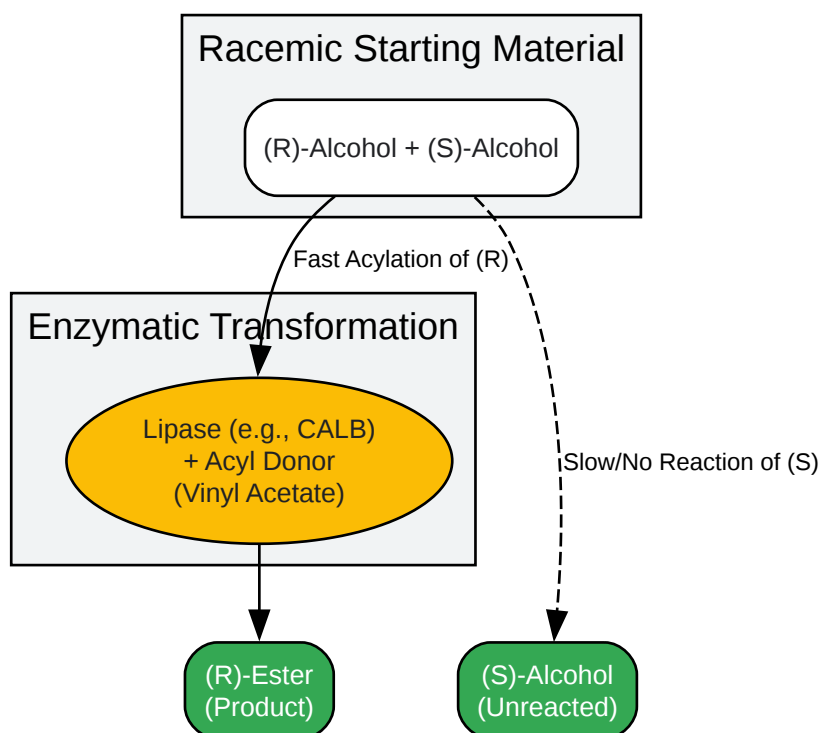 Racemic Starting Material
(R)-Alcohol + (S)-Alcohol
Fast Acylation of (R)
Enzymatic Transformation
Lipase (e.g., CALB)
+ Acyl Donor
(Vinyl Acetate)
Slow/No Reaction of (S)
(R)-Ester
(Product)
(S)-Alcohol
(Unreacted)